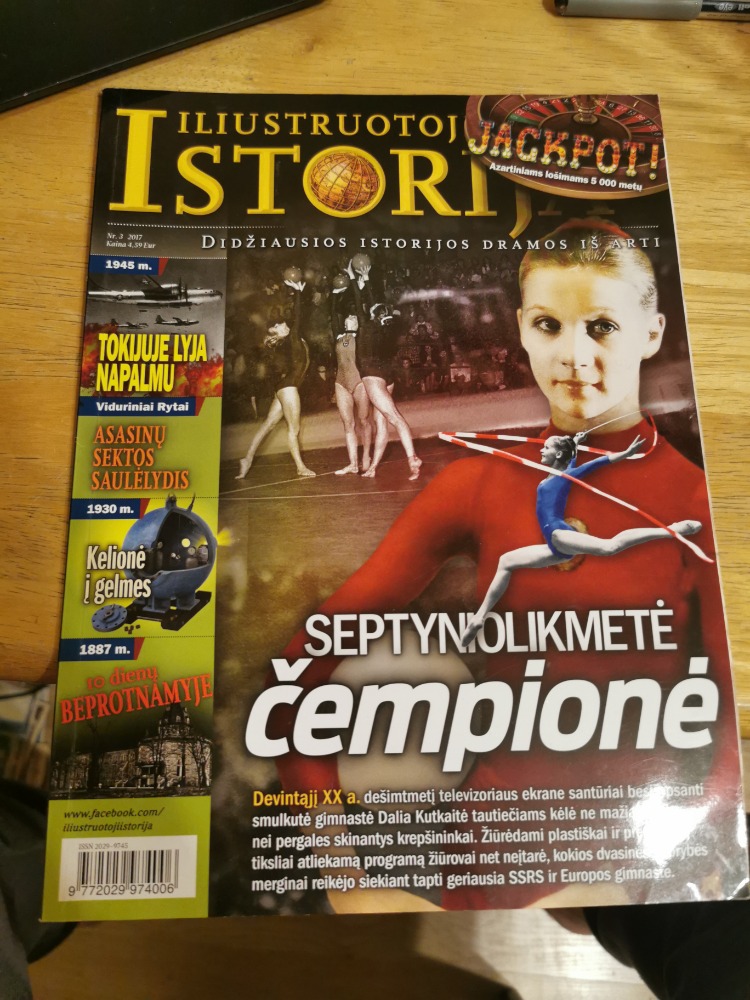 ILIUSTRUOTOJI
ISTORIJA
JACKPOT!
Azartiniams lošimams 5 000 metų
Nr. 3 2017
Kaina 4,59 Eur
DIDŽIAUSIOS ISTORIJOS DRAMOS IŠ ARTI
1945 m.
TOKIJUJE LYJA
NAPALMU
Viduriniai Rytai
ASASINŲ
SEKTOS
SAULĖLYDIS
1930 m.
Kelionė
į gelmes
1887 m.
10 dienų
BEPROTNAMYJE
www.facebook.com/
iliustruotojiistorija
ISSN 2029-9745
9 772029 974006
SEPTYNIOLIKMETĖ
čempionė
Devintąjį XX a. dešimtmetį televizoriaus ekrane santūriai
smulkutė gimnastė Dalia Kutkaitė tautiečiams kėlė ne
nei pergales skinantys krepšininkai. Žiūrėdami plastiškai ir
tiksliai atliekamą programą žiūrovai net neįtarė, kokios dvasinės
merginai reikėjo siekiant tapti geriausia SSRS ir Europos gimnaste.